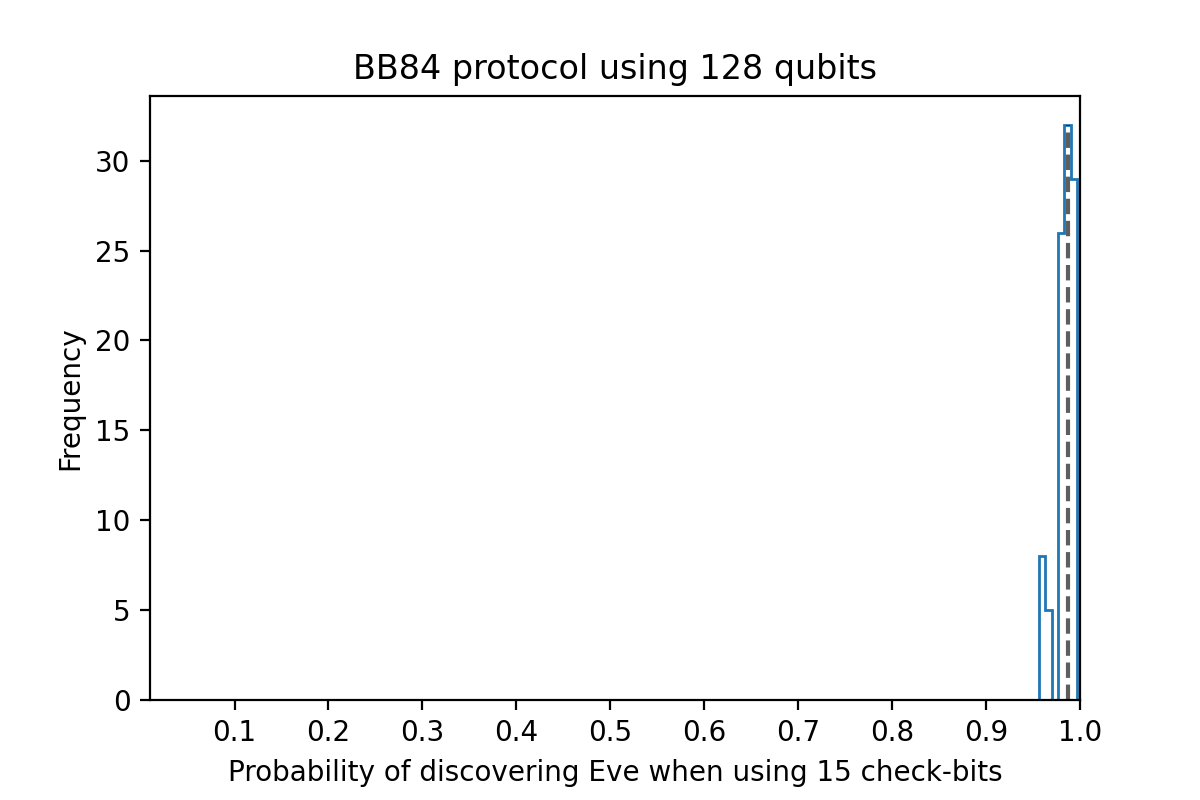 BB84 protocol using 128 qubits
Frequency
30
25
20
15
10
5
0
0.1 0.2 0.3 0.4 0.5 0.6 0.7 0.8 0.9 1.0
Probability of discovering Eve when using 15 check-bits